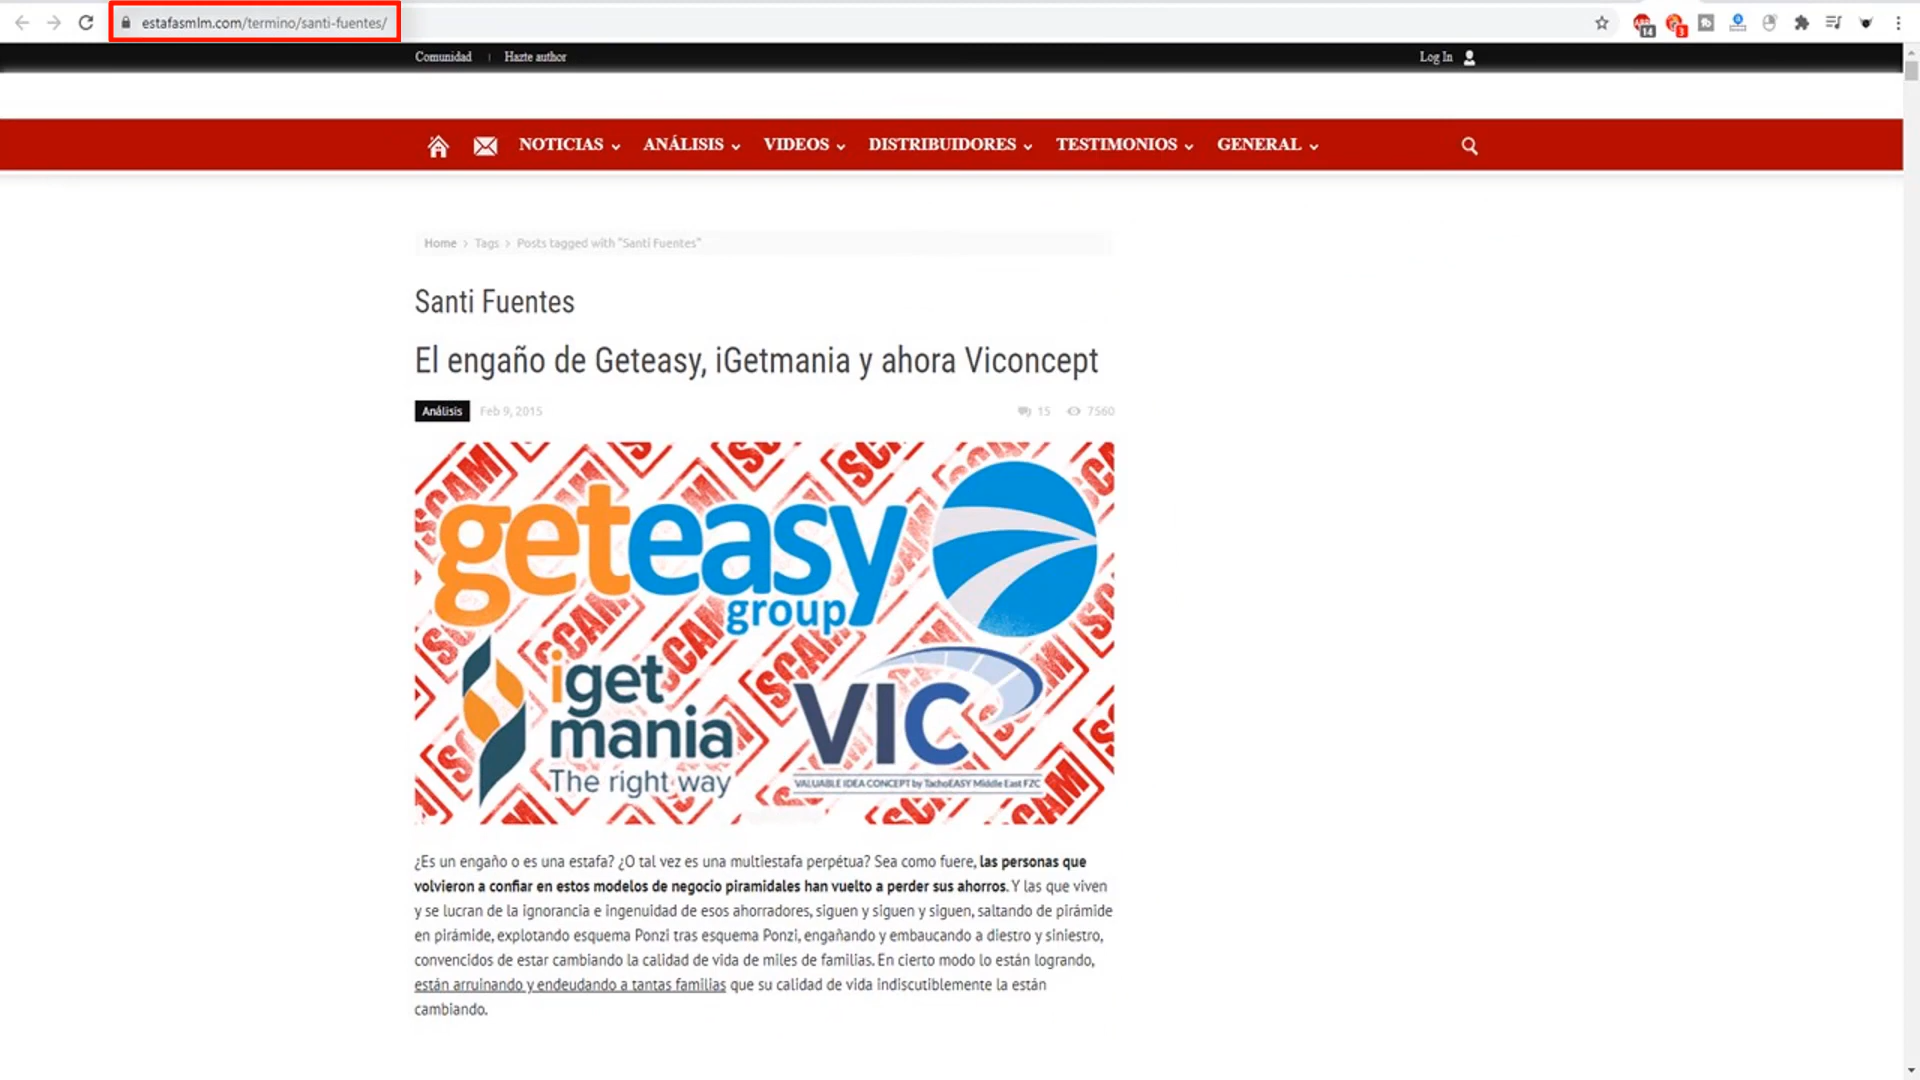 estafasmlm.com/termino/santi-fuentes/
14
3
Comunidad | Hazte author
Log In
NOTICIAS ANÁLISIS VIDEOS DISTRIBUIDORES TESTIMONIOS GENERAL
Home > Tags > Posts tagged with "Santi Fuentes"
Santi Fuentes
El engaño de Geteasy, iGetmania y ahora Viconcept
Análisis Feb 9, 2015 15 7560
SCAM
geteasy
group
iget
mania
The right way
VIC
VALUABLE IDEA CONCEPT by TachoEASY Middle East FZC
¿Es un engaño o es una estafa? ¿O tal vez es una multiestafa perpétua? Sea como fuere, las personas que
volvieron a confiar en estos modelos de negocio piramidales han vuelto a perder sus ahorros. Y las que viven
y se lucran de la ignorancia e ingenuidad de esos ahorradores, siguen y siguen y siguen, saltando de pirámide
en pirámide, explotando esquema Ponzi tras esquema Ponzi, engañando y embaucando a diestro y siniestro,
convencidos de estar cambiando la calidad de vida de miles de familias. En cierto modo lo están logrando,
están arruinando y endeudando a tantas familias que su calidad de vida indiscutiblemente la están
cambiando.